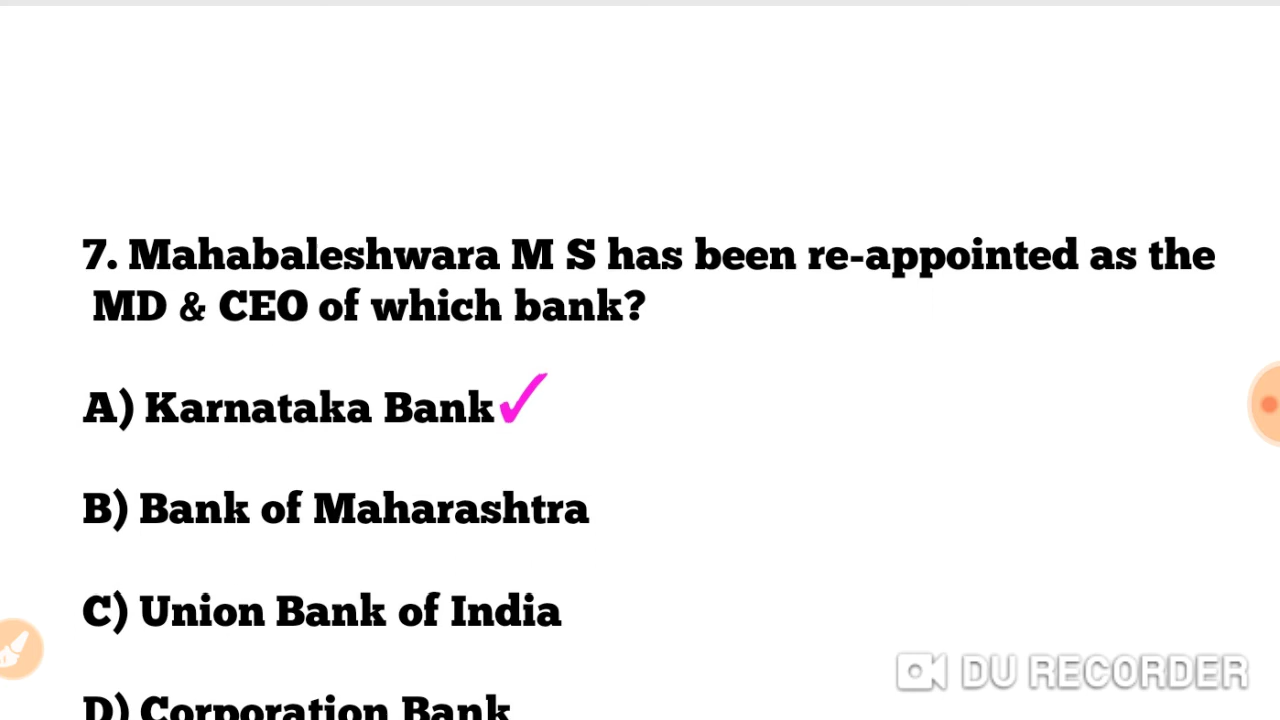 7. Mahabaleshwara M S has been re-appointed as the
MD & CEO of which bank?
A) Karnataka Bank✓
B) Bank of Maharashtra
C) Union Bank of India
D) Corporation Bank
DU RECORDER